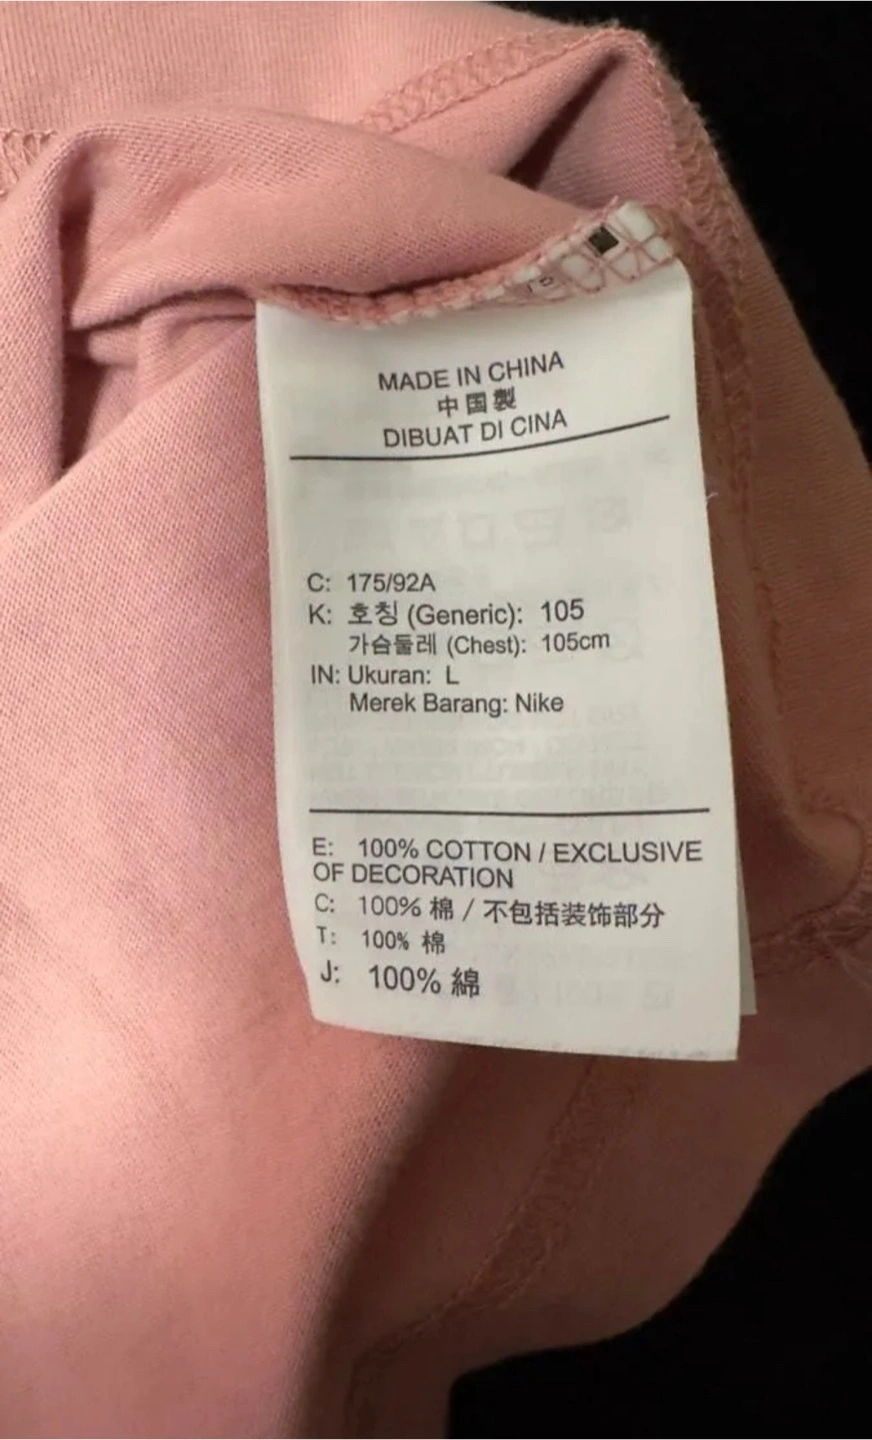 MADE IN CHINA
中国製
DIBUAT DI CINA
C: 175/92A
K: 호칭 (Generic): 105
가슴둘레 (Chest): 105cm
IN: Ukuran: L
Merek Barang: Nike
E: 100% COTTON / EXCLUSIVE
OF DECORATION
C: 100% 棉 / 不包括装饰部分
T: 100% 棉
J: 100% 綿